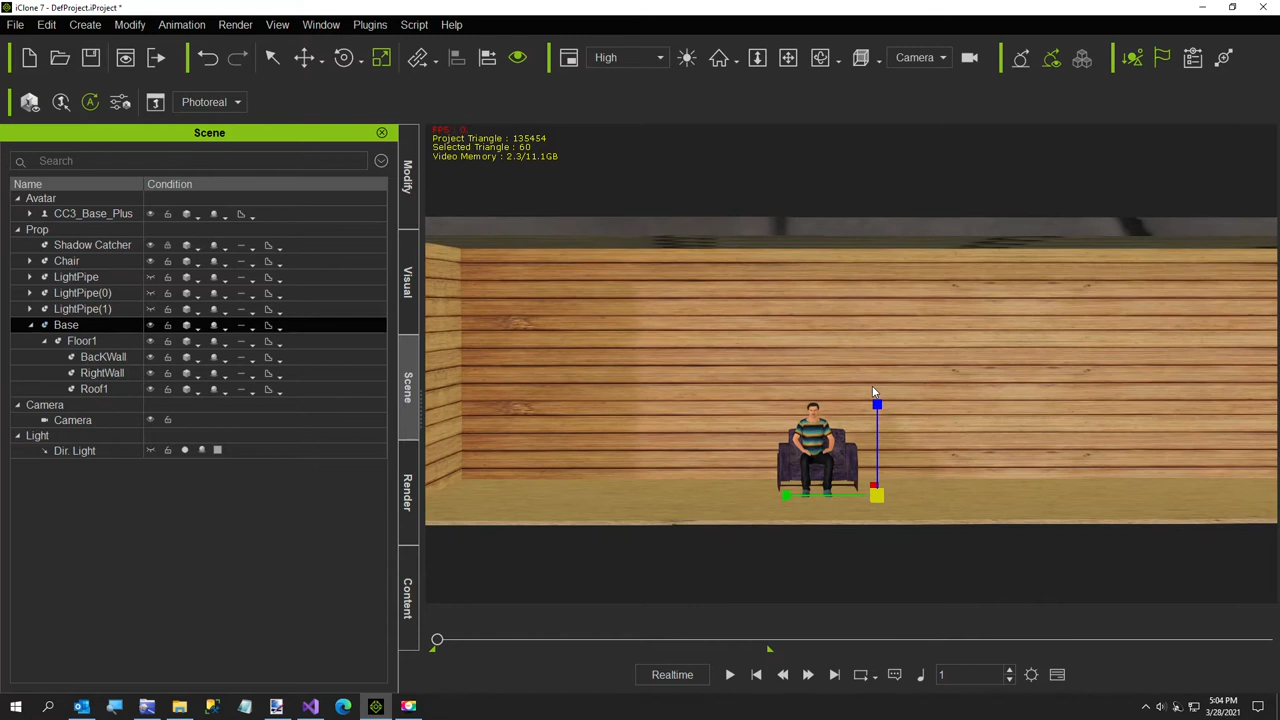 iClone 7 - DefProject.iProject *
File Edit Create Modify Animation Render View Window Plugins Script Help
High Camera
Photoreal
Scene
Search
Name Condition
Avatar
CC3_Base_Plus
Prop
Shadow Catcher
Chair
LightPipe
LightPipe(0)
LightPipe(1)
Base
Floor1
BacKWall
RightWall
Roof1
Camera
Camera
Light
Dir. Light
Modify
Visual
Scene
Render
Content
FPS : 0
Project Triangle : 135454
Selected Triangle : 60
Video Memory : 2.3/11.1GB
Realtime 1
5:04 PM
3/28/2021